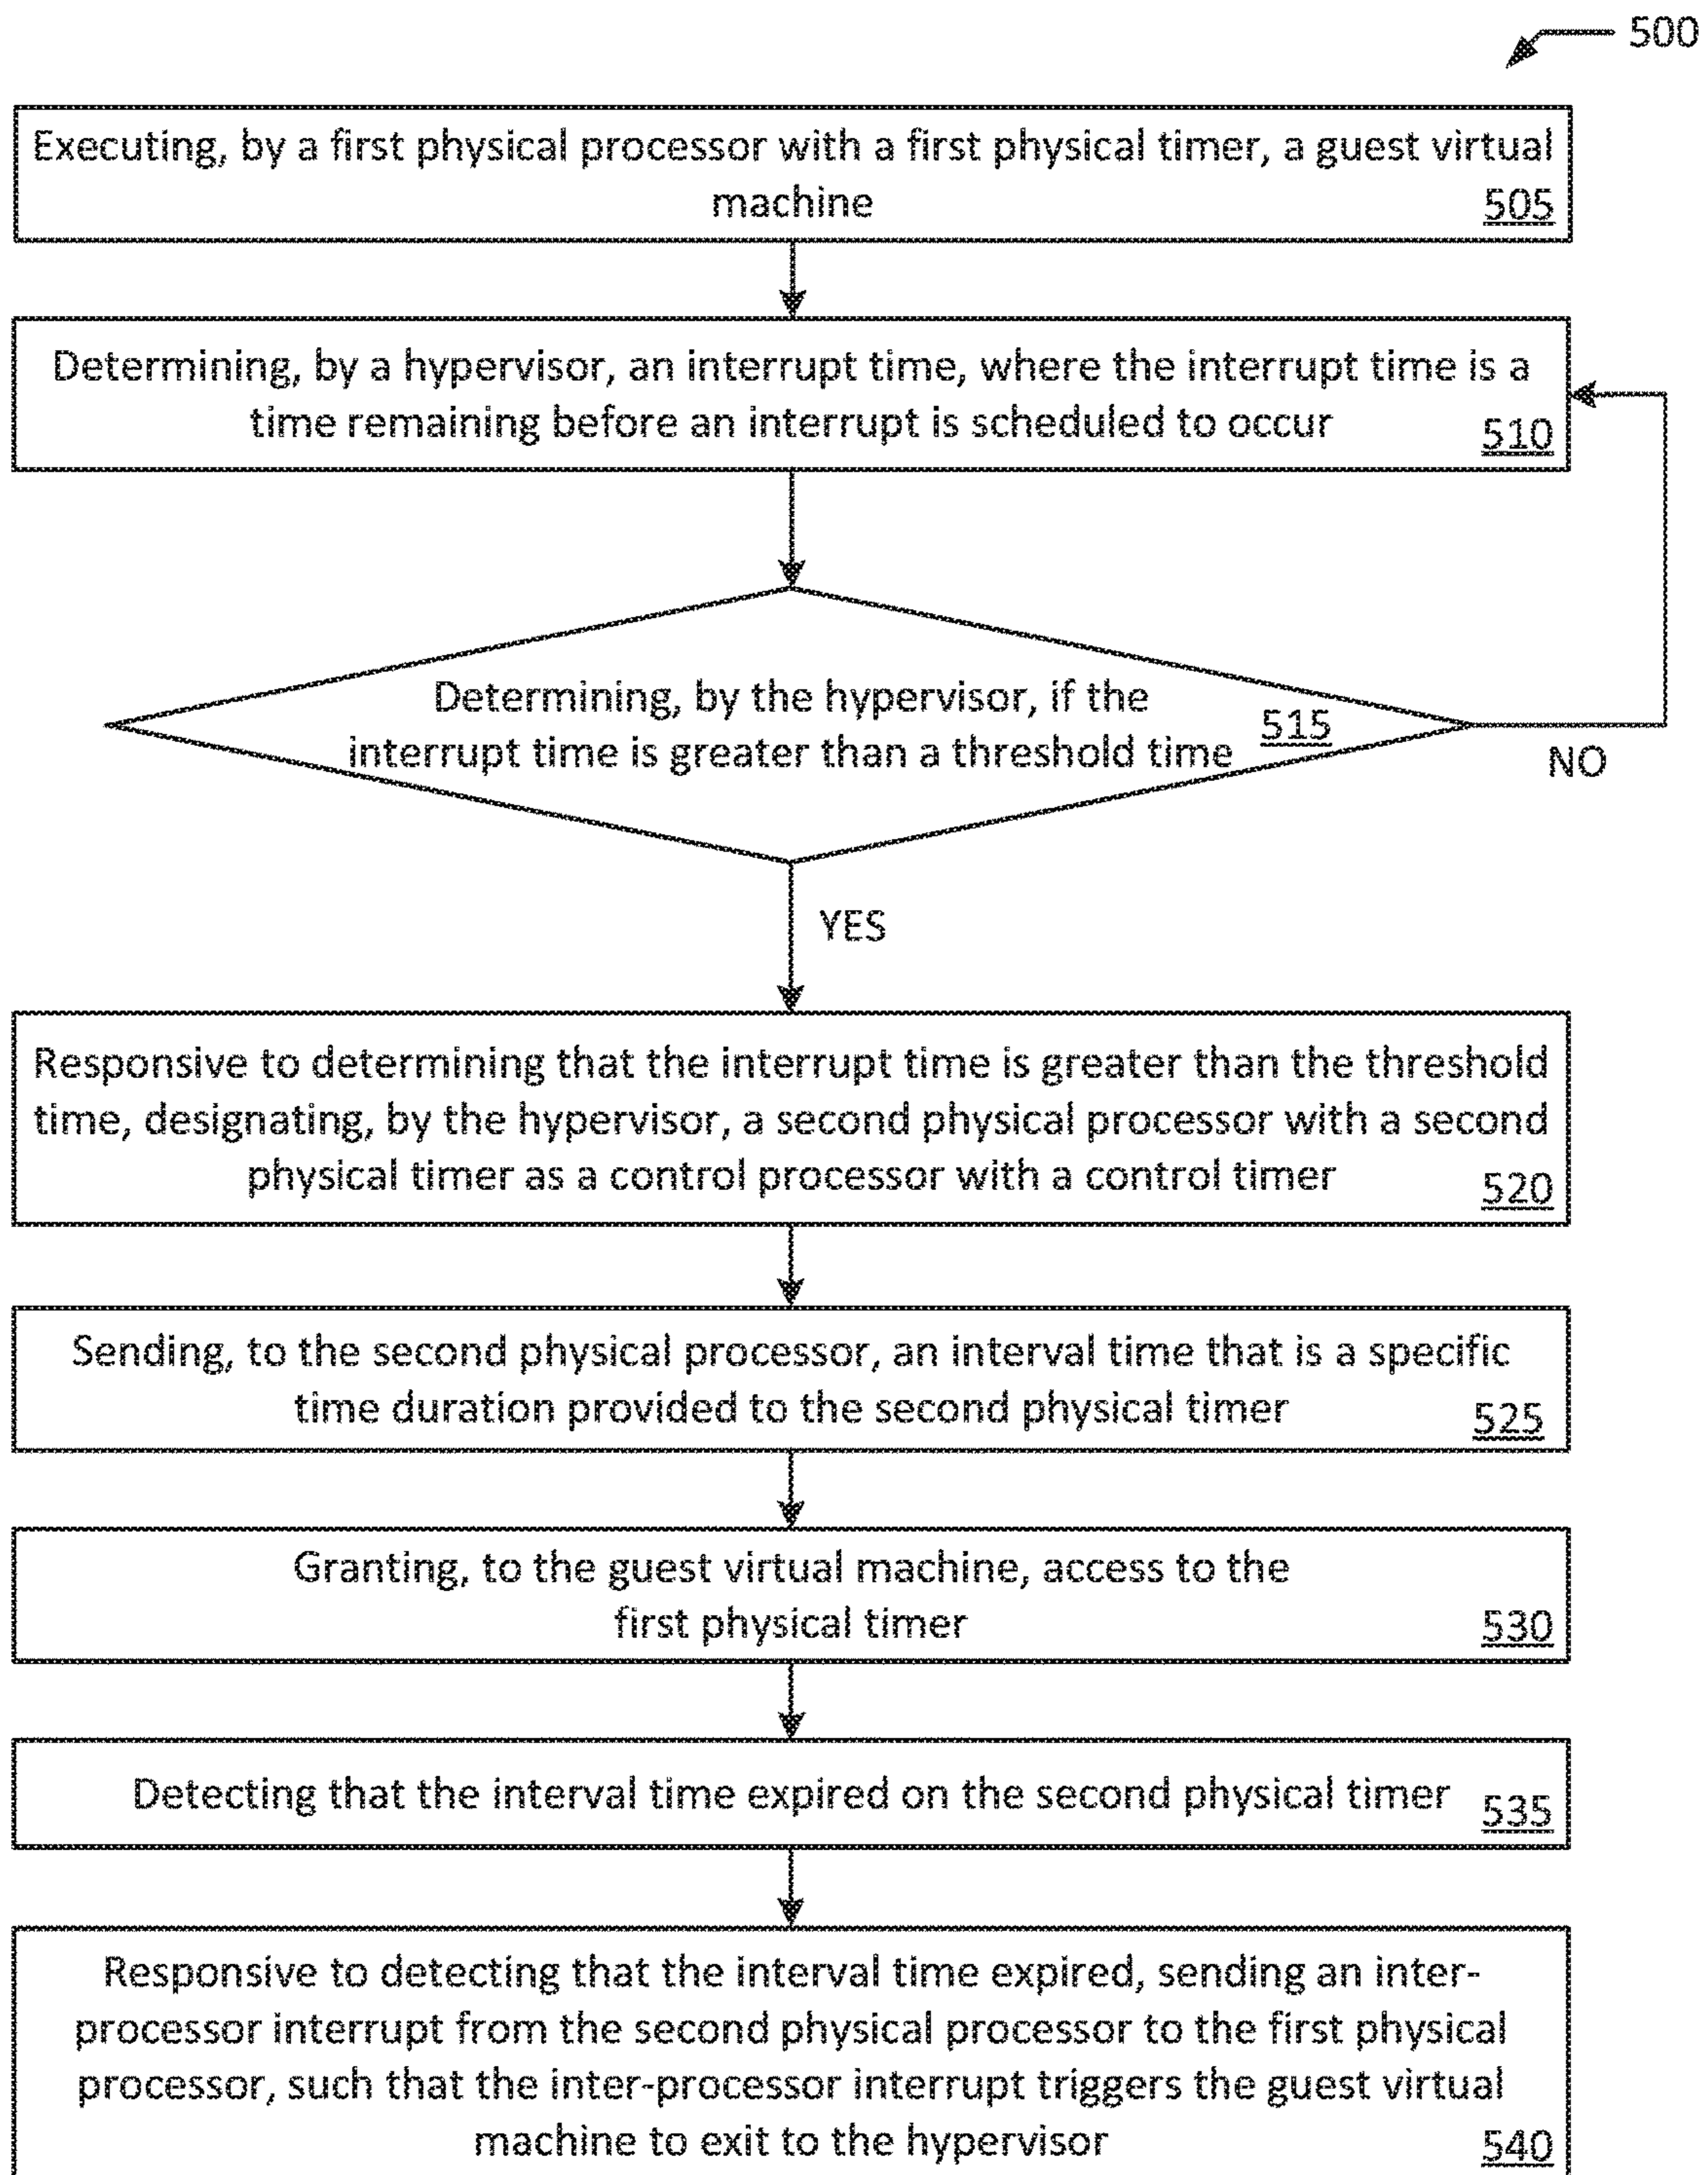 500
Executing, by a first physical processor with a first physical timer, a guest virtual
machine
505
Determining, by a hypervisor, an interrupt time, where the interrupt time is a
time remaining before an interrupt is scheduled to occur
510
Determining, by the hypervisor, if the
interrupt time is greater than a threshold time
515
NO
YES
Responsive to determining that the interrupt time is greater than the threshold
time, designating, by the hypervisor, a second physical processor with a second
physical timer as a control processor with a control timer
520
Sending, to the second physical processor, an interval time that is a specific
time duration provided to the second physical timer
525
Granting, to the guest virtual machine, access to the
first physical timer
530
Detecting that the interval time expired on the second physical timer
535
Responsive to detecting that the interval time expired, sending an inter-
processor interrupt from the second physical processor to the first physical
processor, such that the inter-processor interrupt triggers the guest virtual
machine to exit to the hypervisor
540